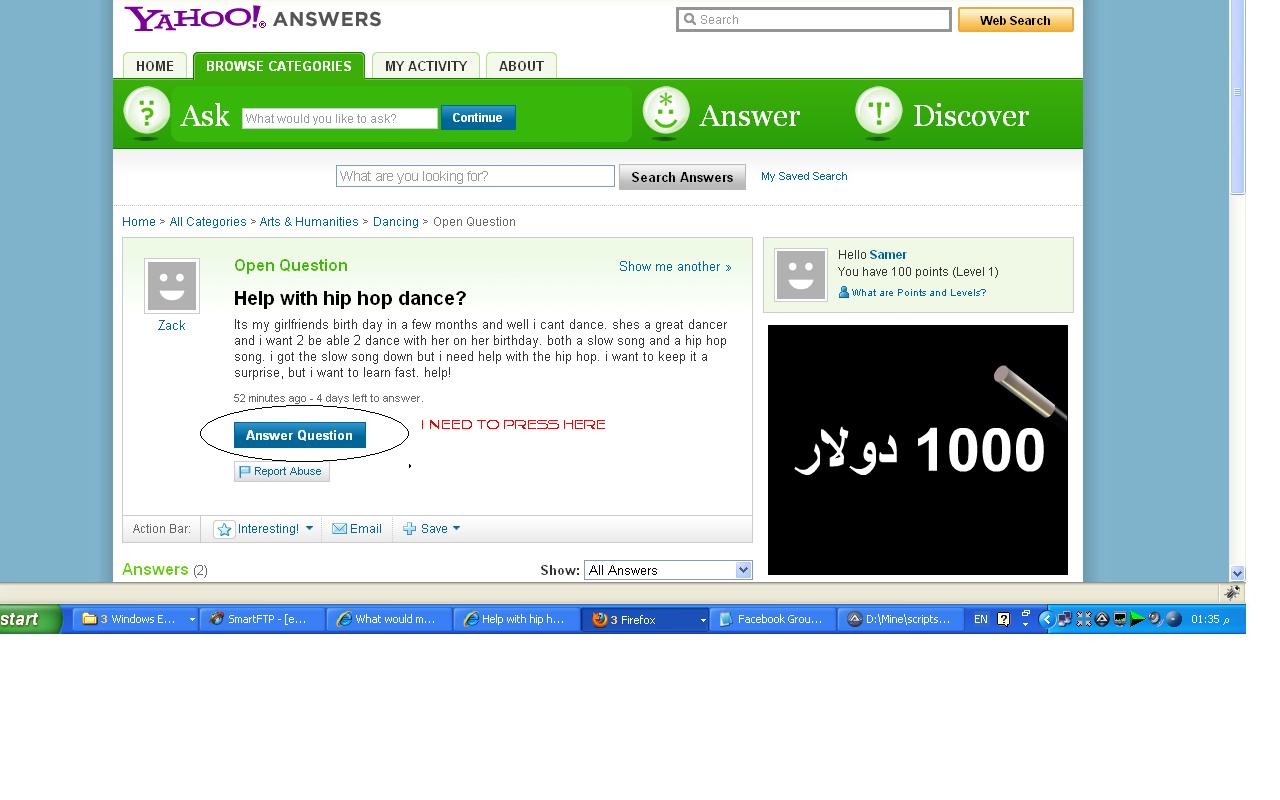 YAHOO! ANSWERS
Search
Web Search
HOME
BROWSE CATEGORIES
MY ACTIVITY
ABOUT
Ask
What would you like to ask?
Continue
Answer
Discover
What are you looking for?
Search Answers
My Saved Search
Home > All Categories > Arts & Humanities > Dancing > Open Question
Zack
Open Question
Show me another »
Help with hip hop dance?
Its my girlfriends birth day in a few months and well i cant dance. shes a great dancer
and i want 2 be able 2 dance with her on her birthday. both a slow song and a hip hop
song. i got the slow song down but i need help with the hip hop. i want to keep it a
surprise, but i want to learn fast. help!
52 minutes ago - 4 days left to answer.
Answer Question
I NEED TO PRESS HERE
Report Abuse
Action Bar:
Interesting!
Email
Save
Answers (2)
Show:
All Answers
Hello Samer
You have 100 points (Level 1)
What are Points and Levels?
1000 دولار
start
3 Windows E...
SmartFTP - [e...
What would m...
Help with hip h...
3 Firefox
Facebook Grou...
D:\Mine\scripts...
EN
01:35 م